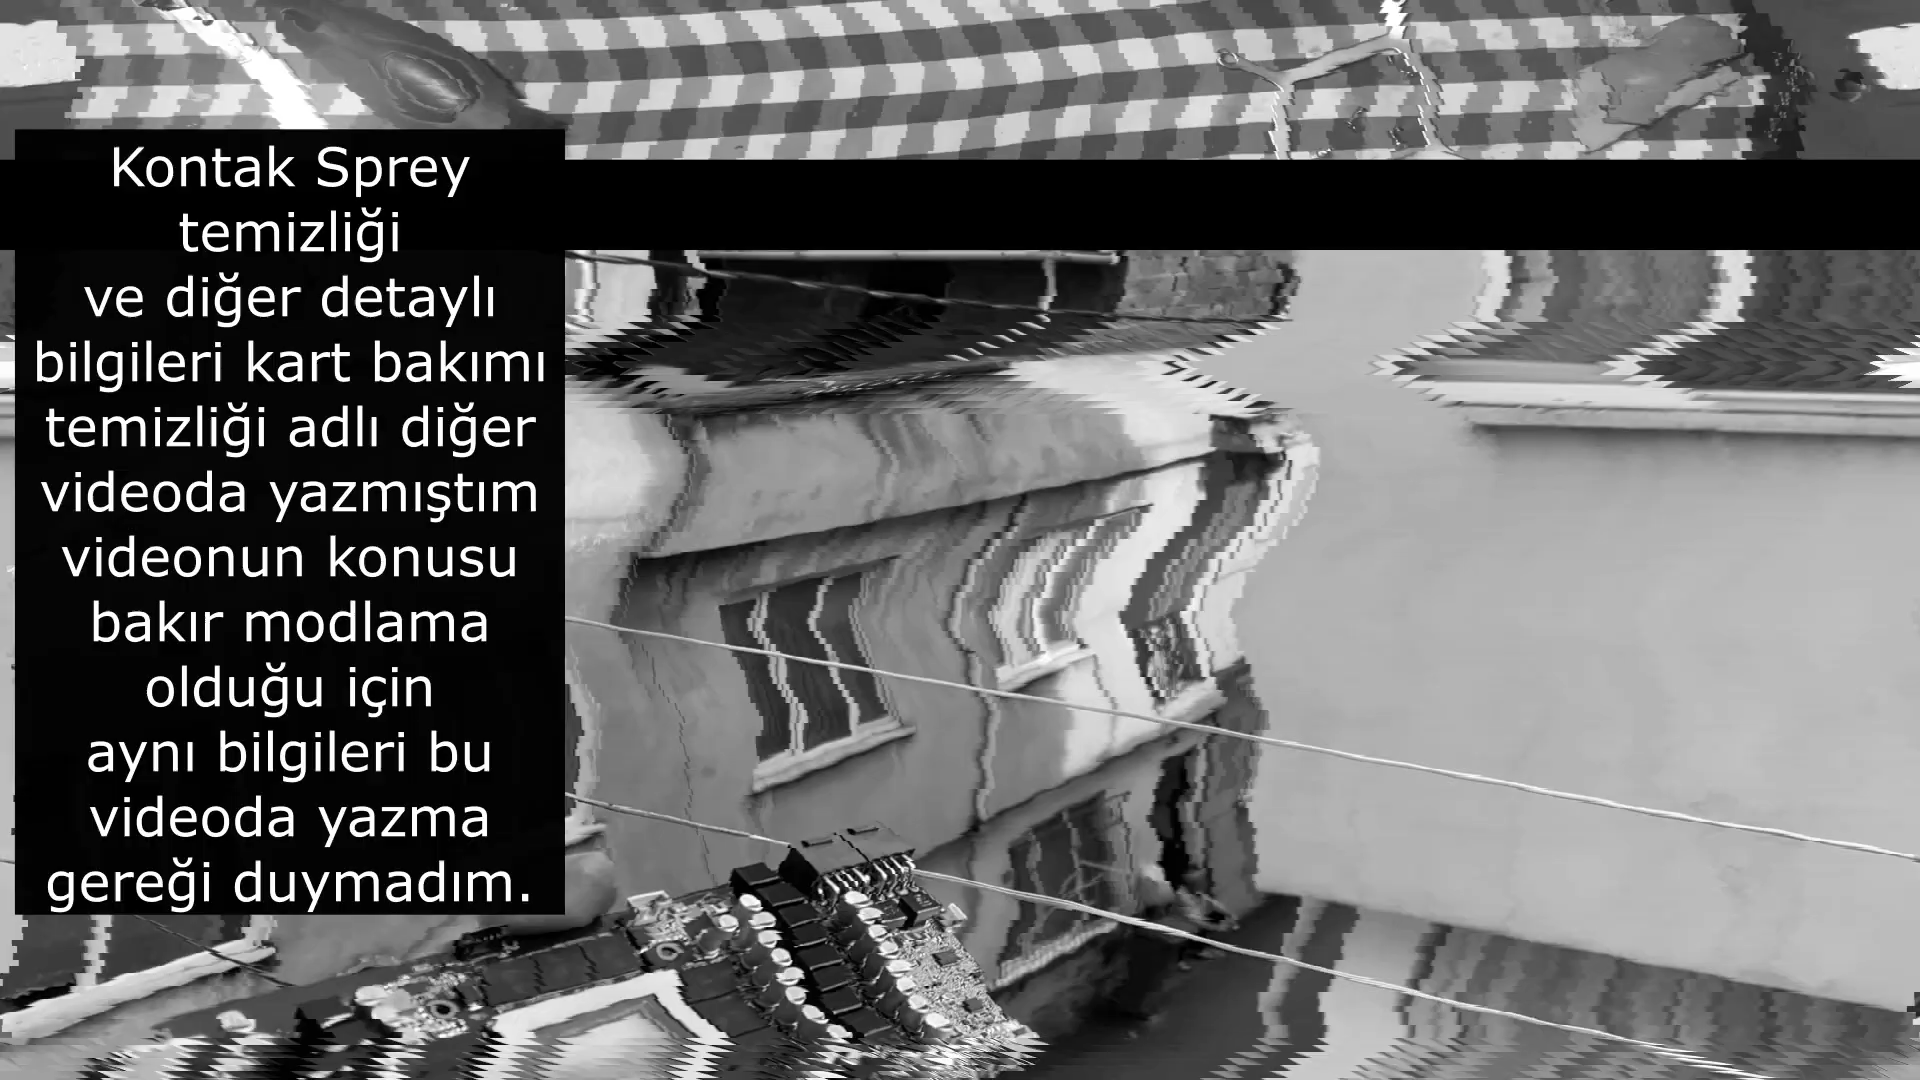 Kontak Sprey
temizliği
ve diğer detaylı
bilgileri kart bakımı
temizliği adlı diğer
videoda yazmıştım
videonun konusu
bakır modlama
olduğu için
aynı bilgileri bu
videoda yazma
gereği duymadım.